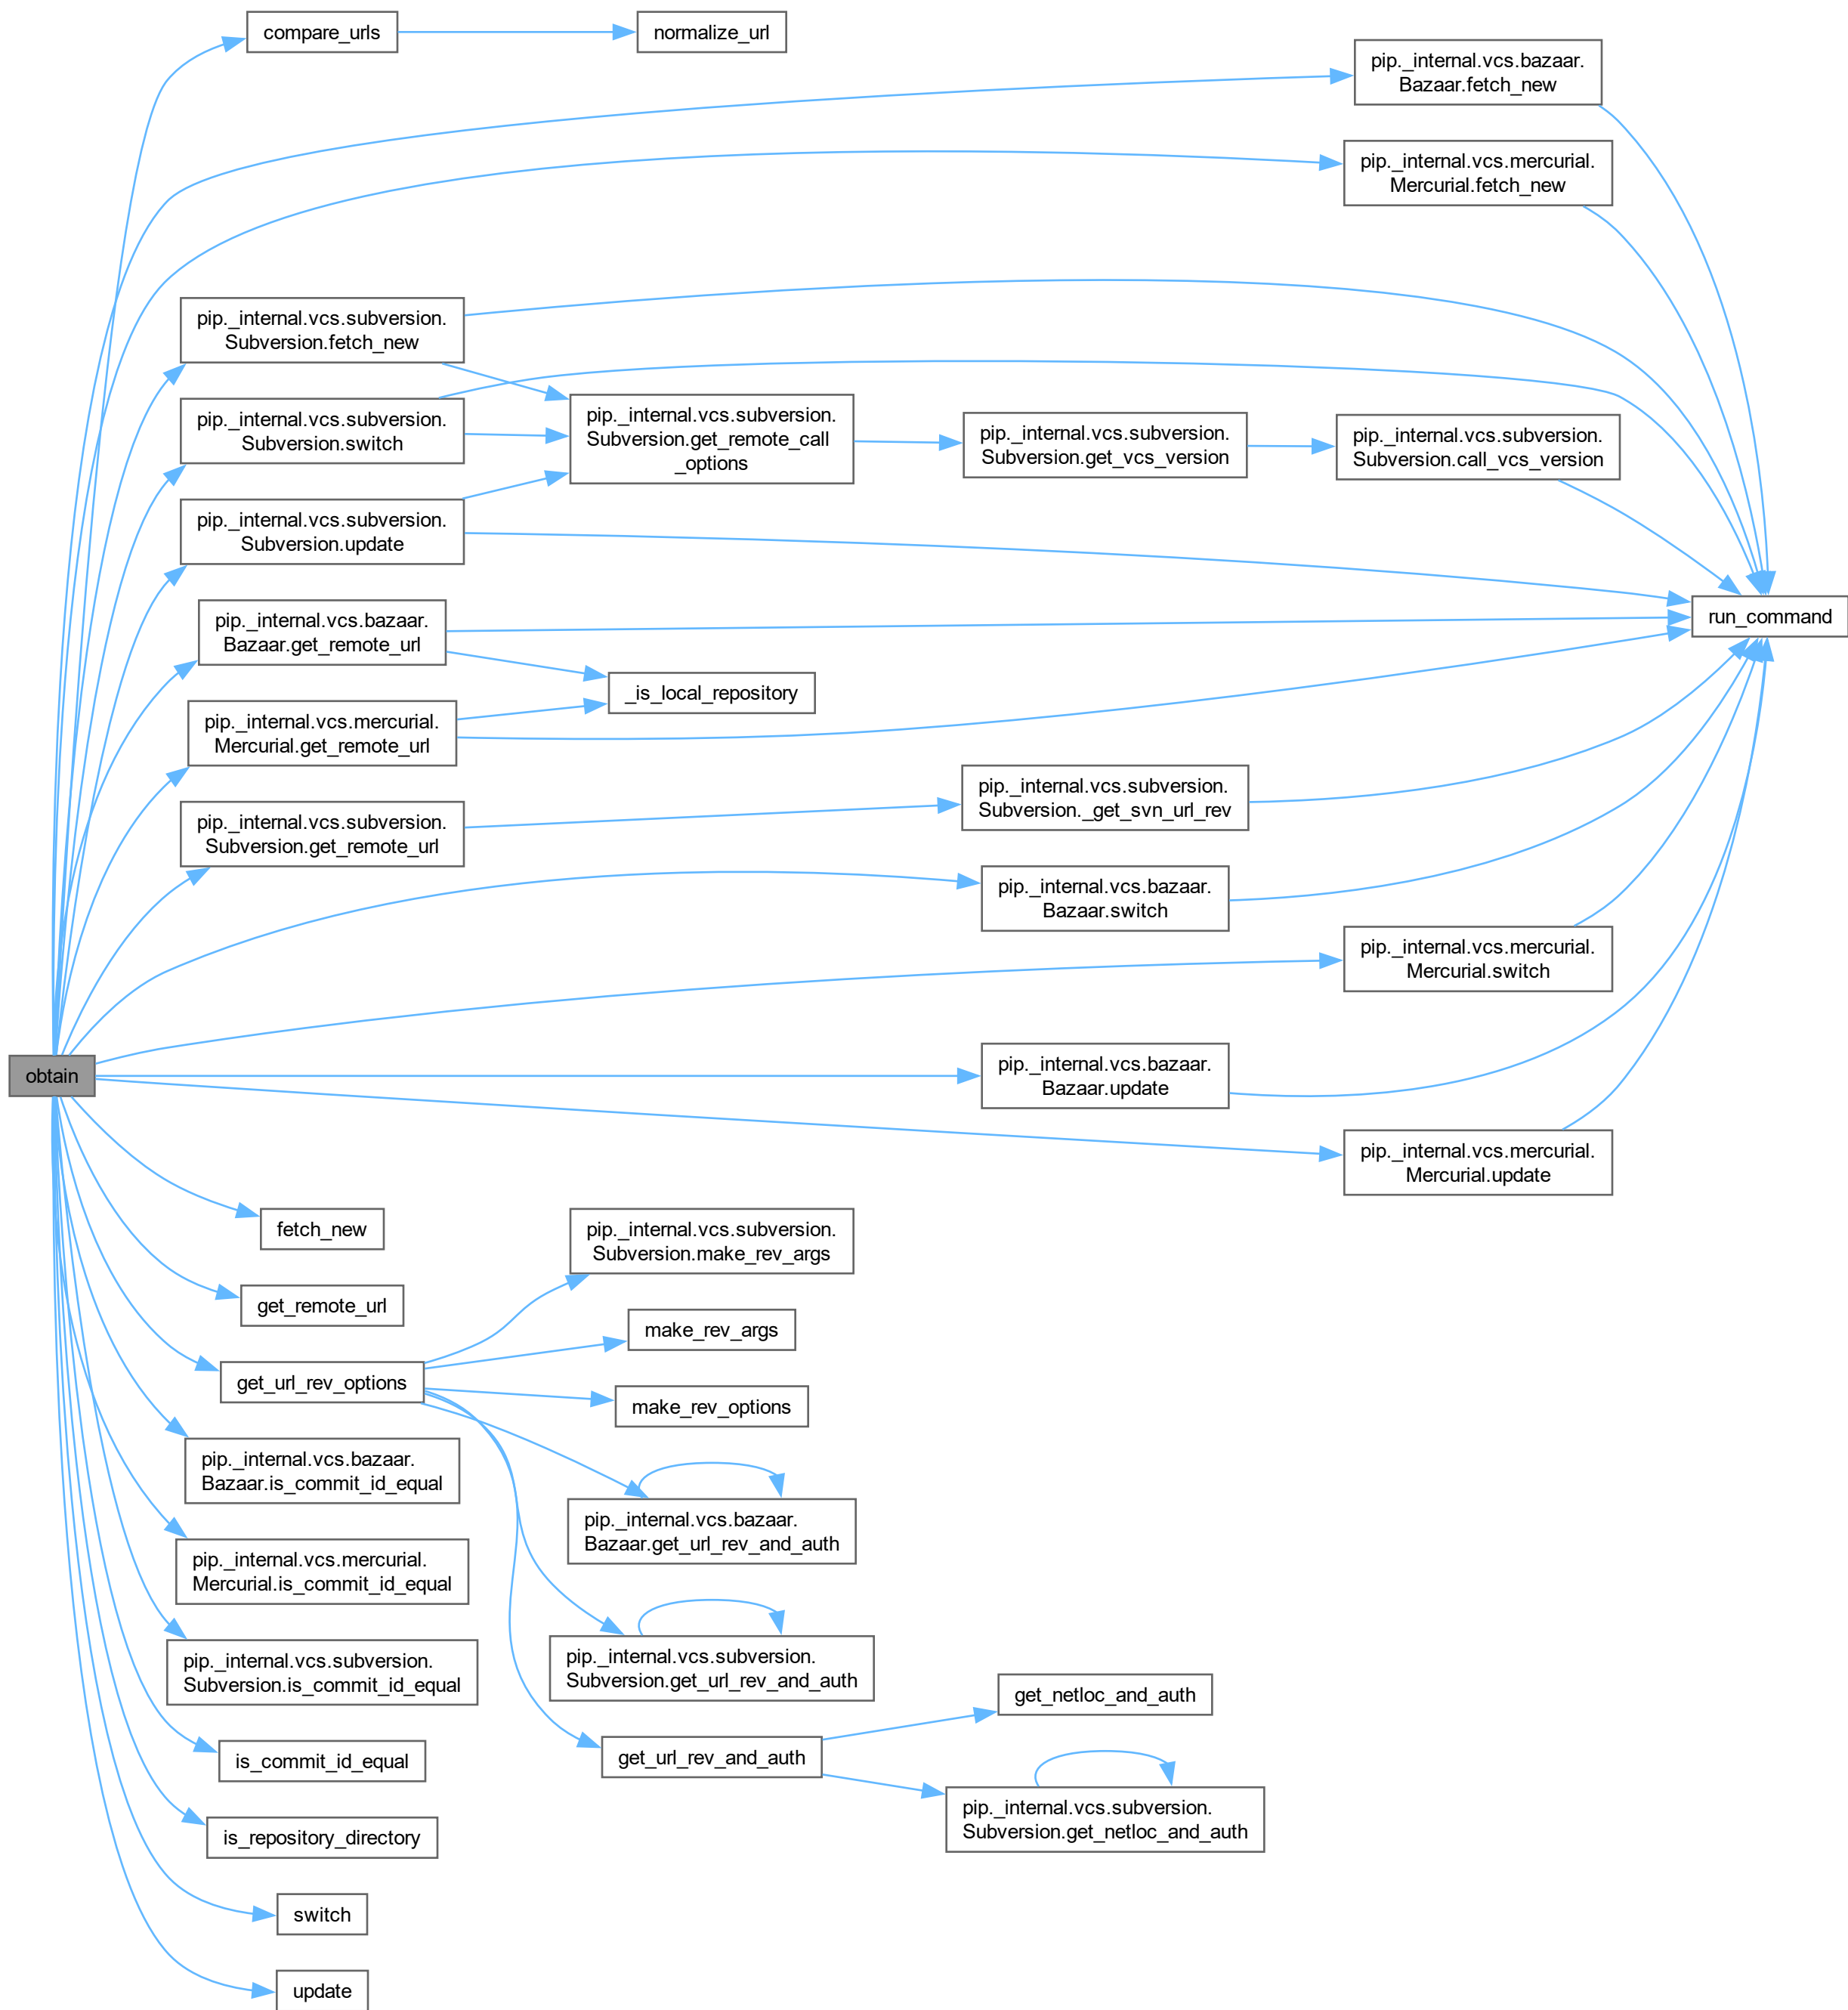 compare_urls
normalize_url
pip._internal.vcs.bazaar.
Bazaar.fetch_new
pip._internal.vcs.mercurial.
Mercurial.fetch_new
pip._internal.vcs.subversion.
Subversion.fetch_new
pip._internal.vcs.subversion.
Subversion.switch
pip._internal.vcs.subversion.
Subversion.get_remote_call
_options
pip._internal.vcs.subversion.
Subversion.get_vcs_version
pip._internal.vcs.subversion.
Subversion.call_vcs_version
pip._internal.vcs.subversion.
Subversion.update
run_command
pip._internal.vcs.bazaar.
Bazaar.get_remote_url
_is_local_repository
pip._internal.vcs.mercurial.
Mercurial.get_remote_url
pip._internal.vcs.subversion.
Subversion._get_svn_url_rev
pip._internal.vcs.subversion.
Subversion.get_remote_url
pip._internal.vcs.bazaar.
Bazaar.switch
pip._internal.vcs.mercurial.
Mercurial.switch
obtain
pip._internal.vcs.bazaar.
Bazaar.update
pip._internal.vcs.mercurial.
Mercurial.update
fetch_new
pip._internal.vcs.subversion.
Subversion.make_rev_args
get_remote_url
make_rev_args
get_url_rev_options
make_rev_options
pip._internal.vcs.bazaar.
Bazaar.is_commit_id_equal
pip._internal.vcs.bazaar.
Bazaar.get_url_rev_and_auth
pip._internal.vcs.mercurial.
Mercurial.is_commit_id_equal
pip._internal.vcs.subversion.
Subversion.is_commit_id_equal
pip._internal.vcs.subversion.
Subversion.get_url_rev_and_auth
get_netloc_and_auth
is_commit_id_equal
get_url_rev_and_auth
pip._internal.vcs.subversion.
Subversion.get_netloc_and_auth
is_repository_directory
switch
update